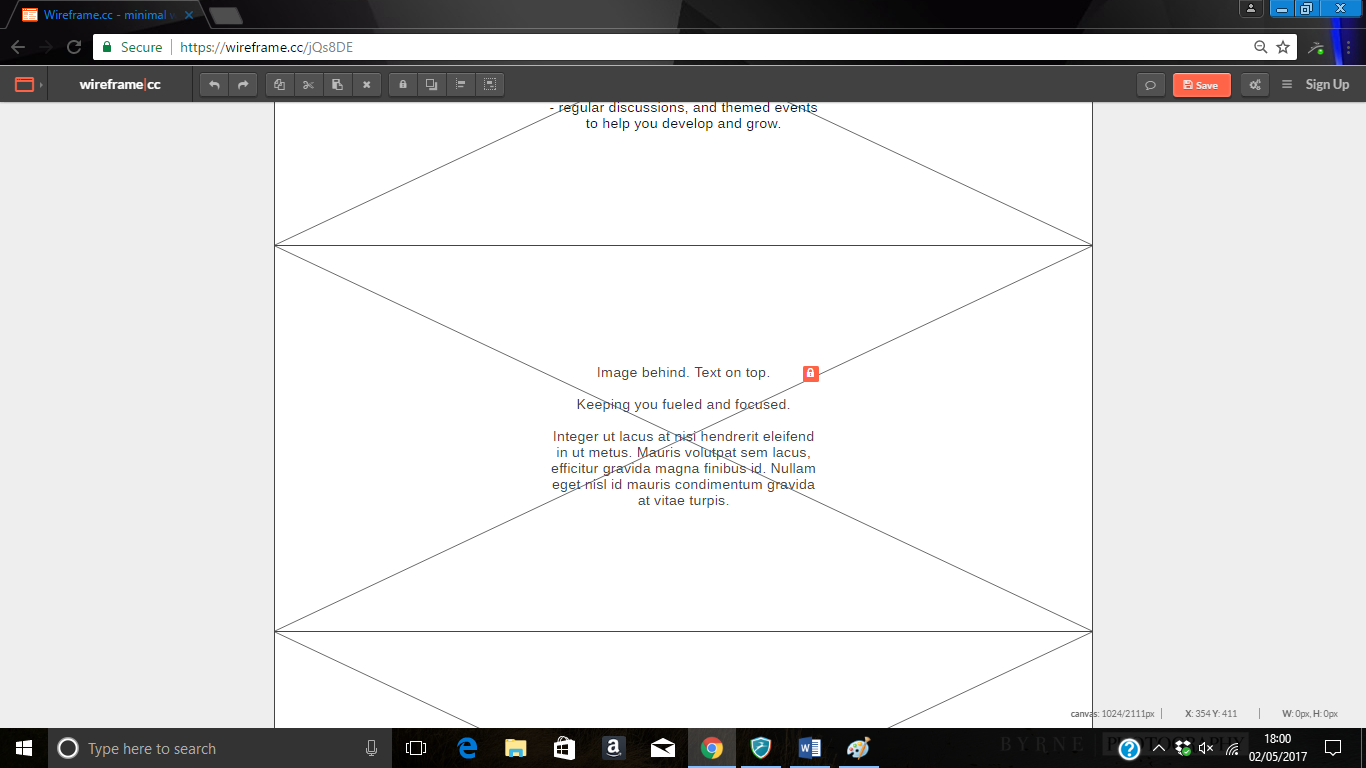 Wireframe.cc - minimal
Secure
https://wireframe.cc/jQs8DE
wireframe|cc
Save
Sign Up
- regular discussions, and themed events
to help you develop and grow.
Image behind. Text on top.
Keeping you fueled and focused.
Integer ut lacus at nisi hendrerit eleifend
in ut metus. Mauris volutpat sem lacus,
efficitur gravida magna finibus id. Nullam
eget nisl id mauris condimentum gravida
at vitae turpis.
canvas: 1024/2111px
X: 354 Y: 411
W: 0px, H: 0px
Type here to search
BYRNE PHOTOGRAPHY
18:00
02/05/2017